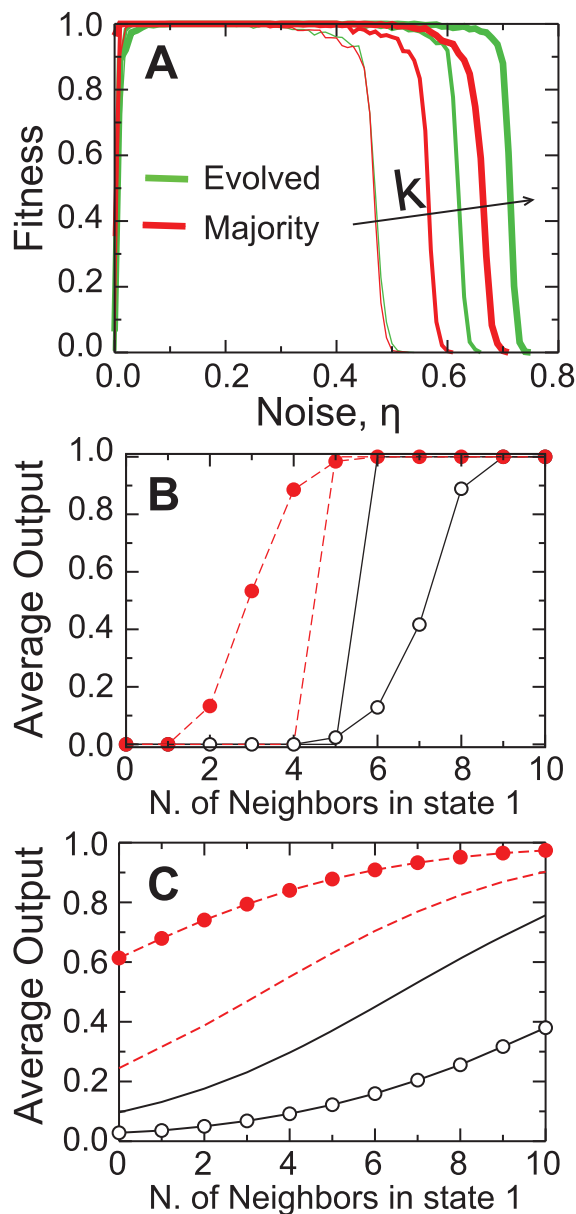 A
Fitness
1.0
0.8
0.6
0.4
0.2
0.0
Evolved
Majority
k
0.0 0.2 0.4 0.6 0.8
Noise, η
B
Average Output
1.0
0.8
0.6
0.4
0.2
0.0
0 2 4 6 8 10
N. of Neighbors in state 1
C
Average Output
1.0
0.8
0.6
0.4
0.2
0.0
0 2 4 6 8 10
N. of Neighbors in state 1